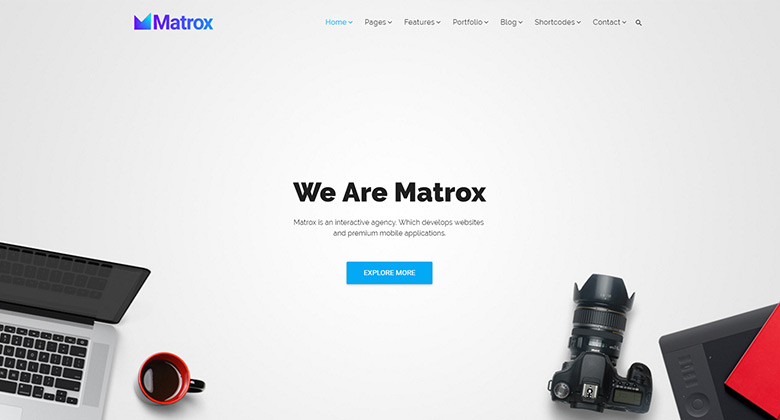 Matrox
Home Pages Features Portfolio Blog Shortcodes Contact
We Are Matrox
Matrox is an interactive agency. Which develops websites
and premium mobile applications.
EXPLORE MORE